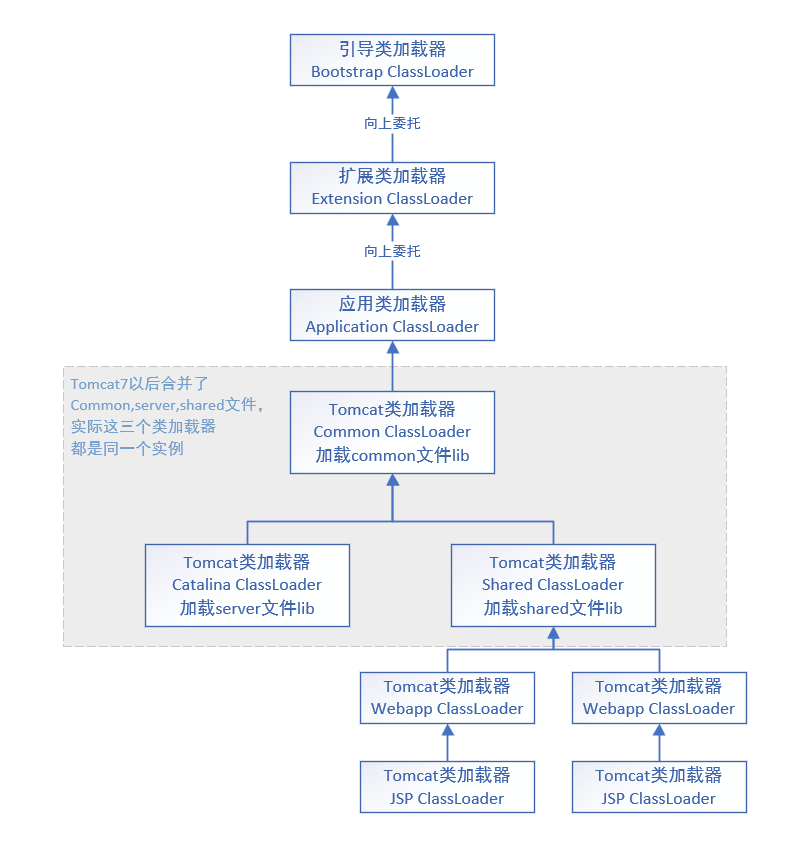 引导类加载器
Bootstrap ClassLoader
向上委托
扩展类加载器
Extension ClassLoader
向上委托
应用类加载器
Application ClassLoader
Tomcat7以后合并了
Common,server,shared文件,
实际这三个类加载器
都是同一个实例
Tomcat类加载器
Common ClassLoader
加载common文件lib
Tomcat类加载器
Catalina ClassLoader
加载server文件lib
Tomcat类加载器
Shared ClassLoader
加载shared文件lib
Tomcat类加载器
Webapp ClassLoader
Tomcat类加载器
Webapp ClassLoader
Tomcat类加载器
JSP ClassLoader
Tomcat类加载器
JSP ClassLoader